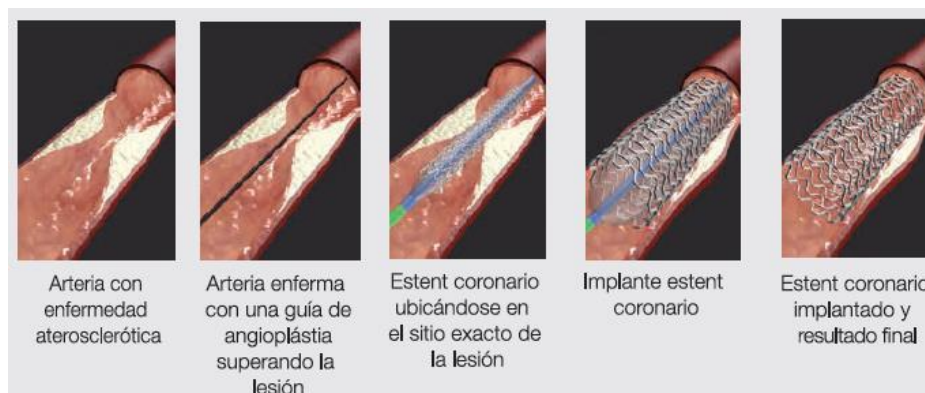 Arteria con
enfermedad
aterosclerótica
Arteria enferma
con una guía de
angioplástia
superando la
lesión
Estent coronario
ubicándose en
el sitio exacto de
la lesión
Implante estent
coronario
Estent coronario
implantado y
resultado final